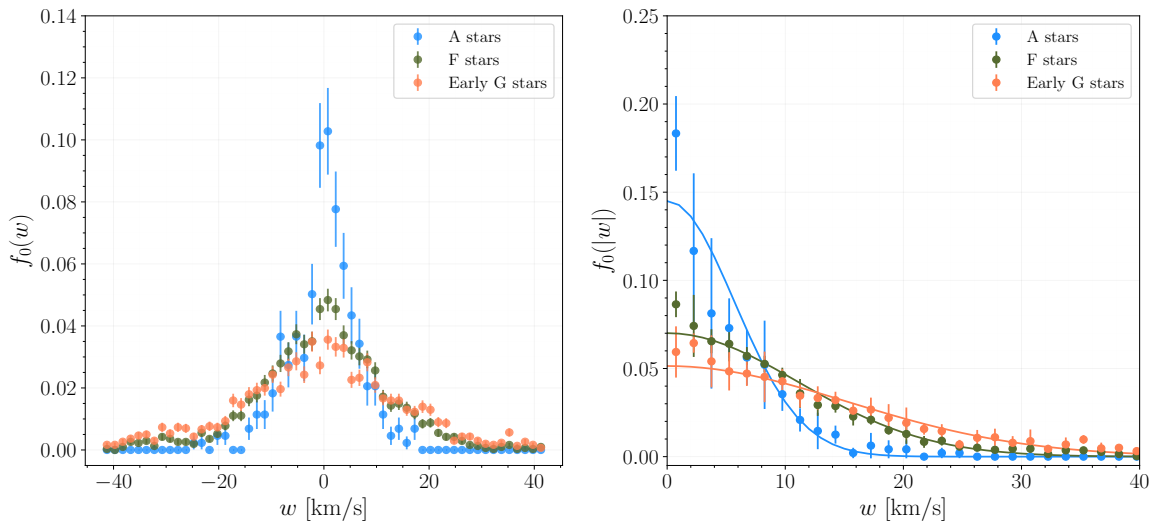 0.14
0.12
0.10
0.08
0.06
0.04
0.02
0.00
f₀(w)
−40
−20
0
20
40
w [km/s]
A stars
F stars
Early G stars
0.25
0.20
0.15
0.10
0.05
0.00
f₀(|w|)
0
10
20
30
40
w [km/s]
A stars
F stars
Early G stars